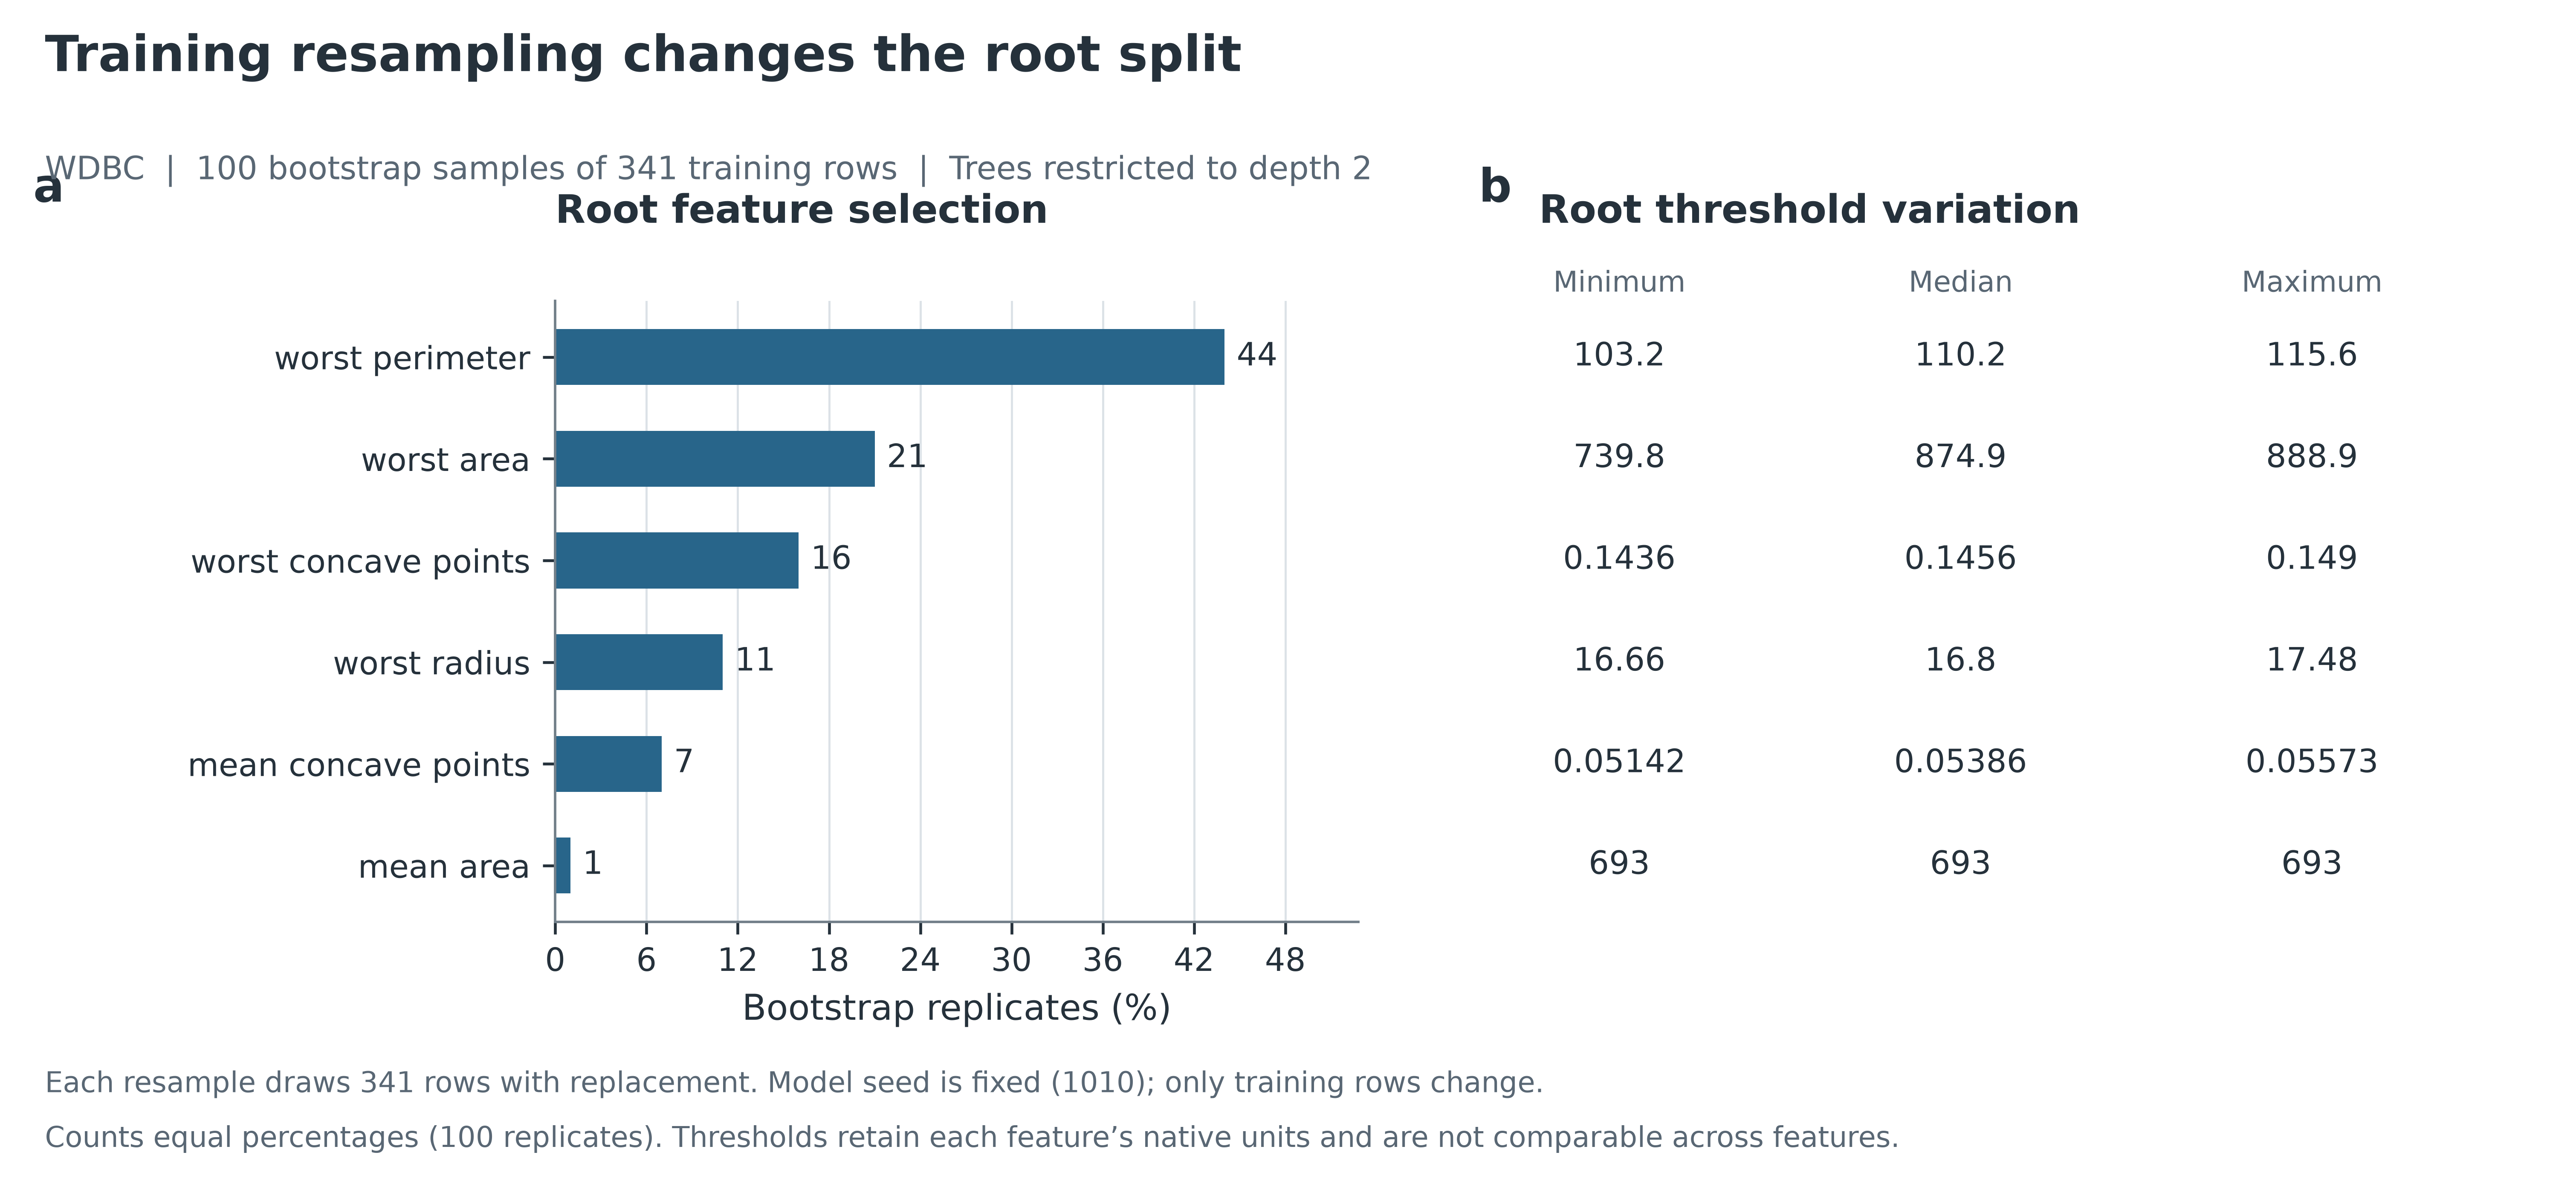 Training resampling changes the root split
WDBC | 100 bootstrap samples of 341 training rows | Trees restricted to depth 2
a
Root feature selection
worst perimeter 44
worst area 21
worst concave points 16
worst radius 11
mean concave points 7
mean area 1
0 6 12 18 24 30 36 42 48
Bootstrap replicates (%)
b
Root threshold variation
Minimum Median Maximum
103.2 110.2 115.6
739.8 874.9 888.9
0.1436 0.1456 0.149
16.66 16.8 17.48
0.05142 0.05386 0.05573
693 693 693
Each resample draws 341 rows with replacement. Model seed is fixed (1010); only training rows change.
Counts equal percentages (100 replicates). Thresholds retain each feature’s native units and are not comparable across features.